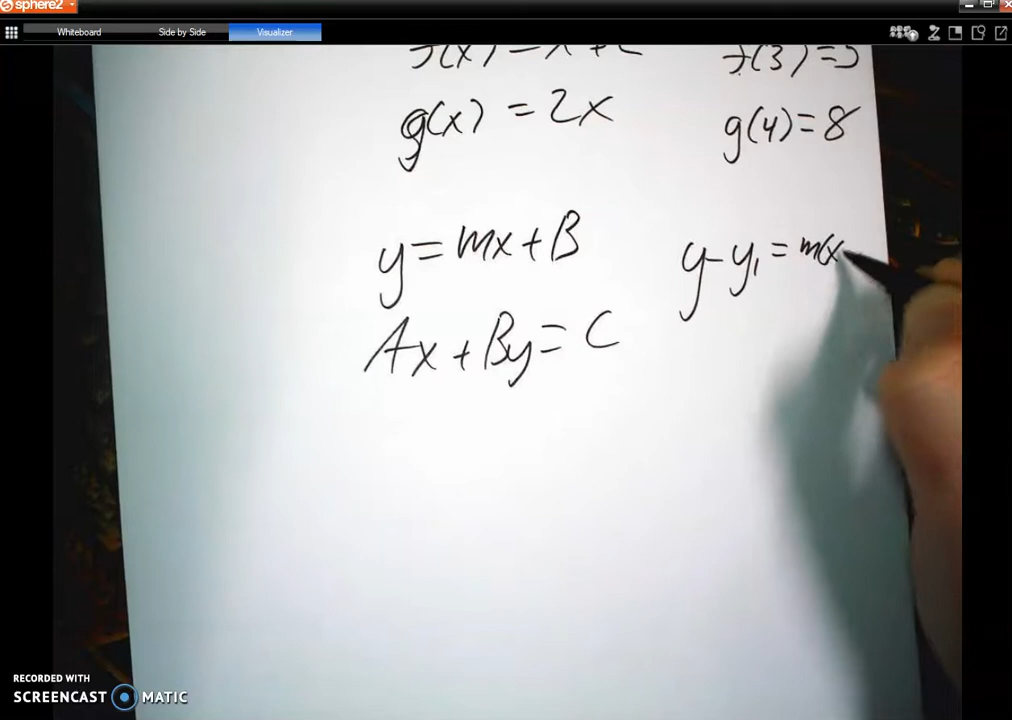 sphere2
Whiteboard Side by Side Visualizer
g(x) = 2x g(4) = 8
y = mx + B y - y₁ = m(x
Ax + By = C
RECORDED WITH
SCREENCAST MATIC